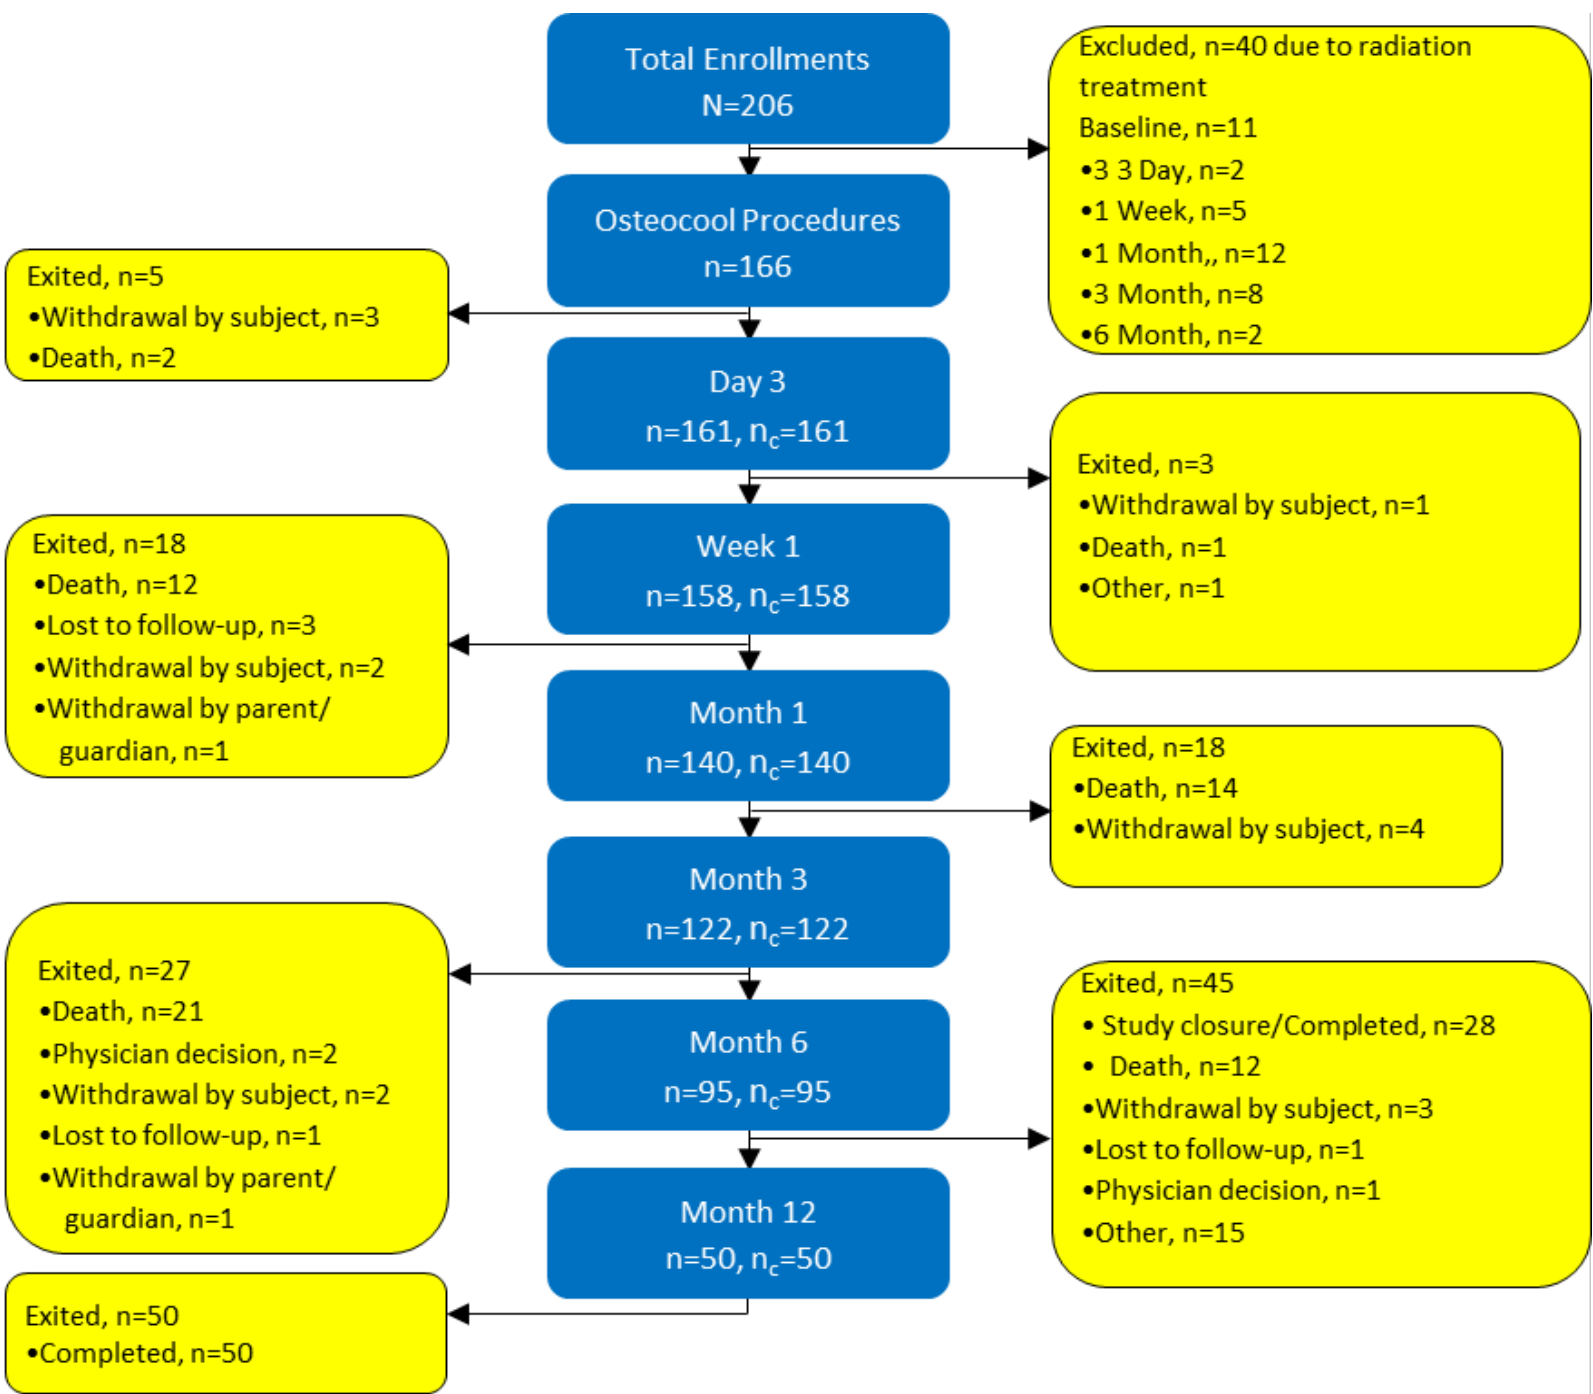 Total Enrollments
N=206
Excluded, n=40 due to radiation
treatment
Baseline, n=11
•3 3 Day, n=2
•1 Week, n=5
•1 Month,, n=12
•3 Month, n=8
•6 Month, n=2
Osteocool Procedures
n=166
Exited, n=5
•Withdrawal by subject, n=3
•Death, n=2
Day 3
n=161, nc=161
Exited, n=3
•Withdrawal by subject, n=1
•Death, n=1
•Other, n=1
Week 1
n=158, nc=158
Exited, n=18
•Death, n=12
•Lost to follow-up, n=3
•Withdrawal by subject, n=2
•Withdrawal by parent/
guardian, n=1
Month 1
n=140, nc=140
Exited, n=18
•Death, n=14
•Withdrawal by subject, n=4
Month 3
n=122, nc=122
Exited, n=27
•Death, n=21
•Physician decision, n=2
•Withdrawal by subject, n=2
•Lost to follow-up, n=1
•Withdrawal by parent/
guardian, n=1
Month 6
n=95, nc=95
Exited, n=45
• Study closure/Completed, n=28
• Death, n=12
•Withdrawal by subject, n=3
•Lost to follow-up, n=1
•Physician decision, n=1
•Other, n=15
Month 12
n=50, nc=50
Exited, n=50
•Completed, n=50